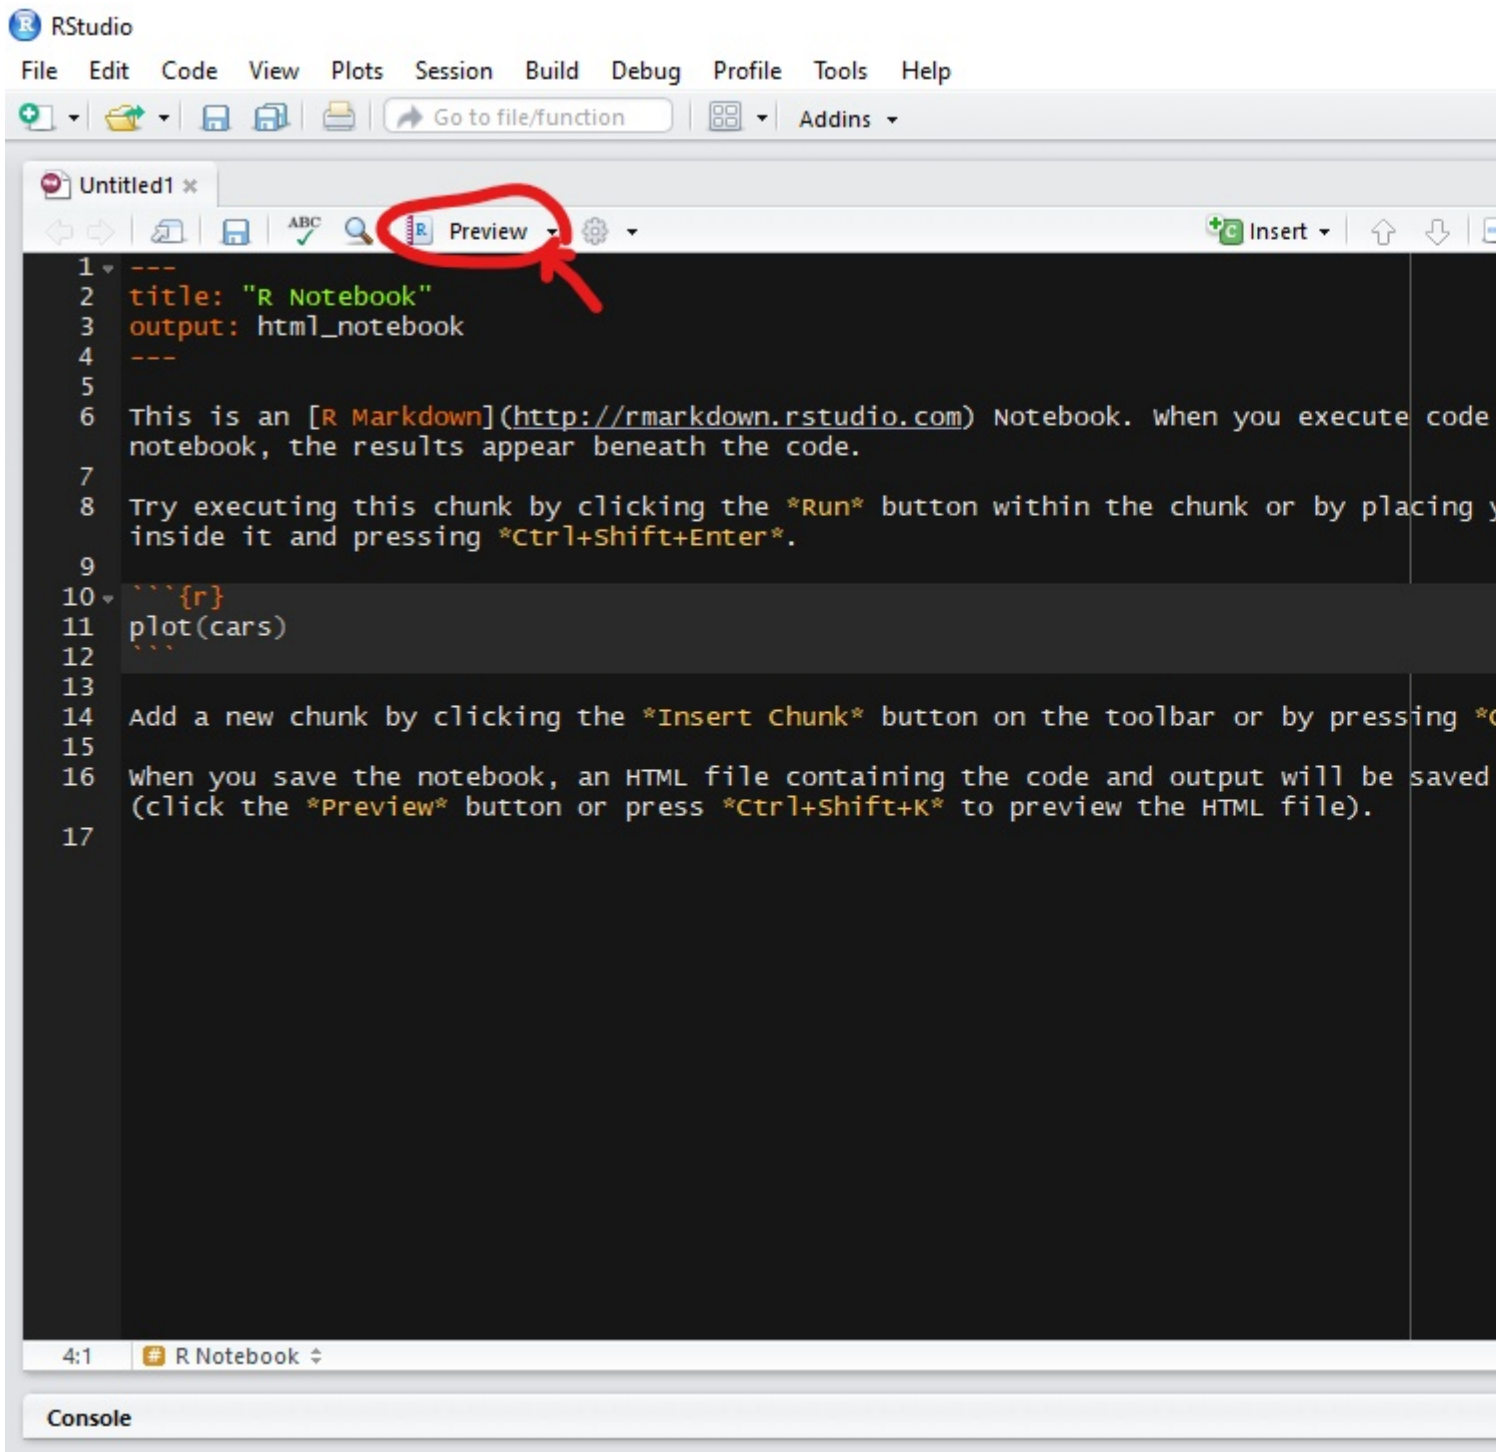 RStudio
File Edit Code View Plots Session Build Debug Profile Tools Help
Go to file/function Addins
Untitled1
ABC Preview Insert
1 ---
2 title: "R Notebook"
3 output: html_notebook
4 ---
5
6 This is an [R Markdown](http://rmarkdown.rstudio.com) Notebook. When you execute code
notebook, the results appear beneath the code.
7
8 Try executing this chunk by clicking the *Run* button within the chunk or by placing
inside it and pressing *Ctrl+Shift+Enter*.
9
10 ```{r}
11 plot(cars)
12 ```
13
14 Add a new chunk by clicking the *Insert Chunk* button on the toolbar or by pressing
15
16 When you save the notebook, an HTML file containing the code and output will be saved
(click the *Preview* button or press *Ctrl+Shift+K* to preview the HTML file).
17
4:1 # R Notebook
Console